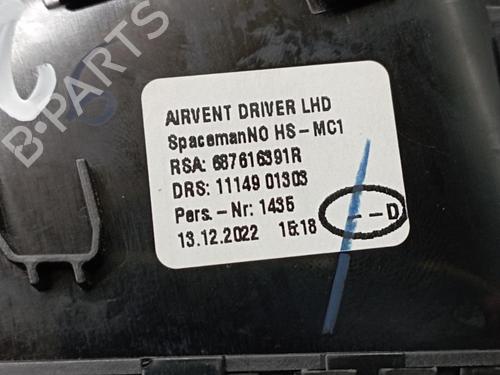 AIRVENT DRIVER LHD
SpacemanNO HS-MC1
RSA: 687616391R
DRS: 11149 01303
Pers.-Nr: 1435
--D
13.12.2022 15:18
B-PARTS